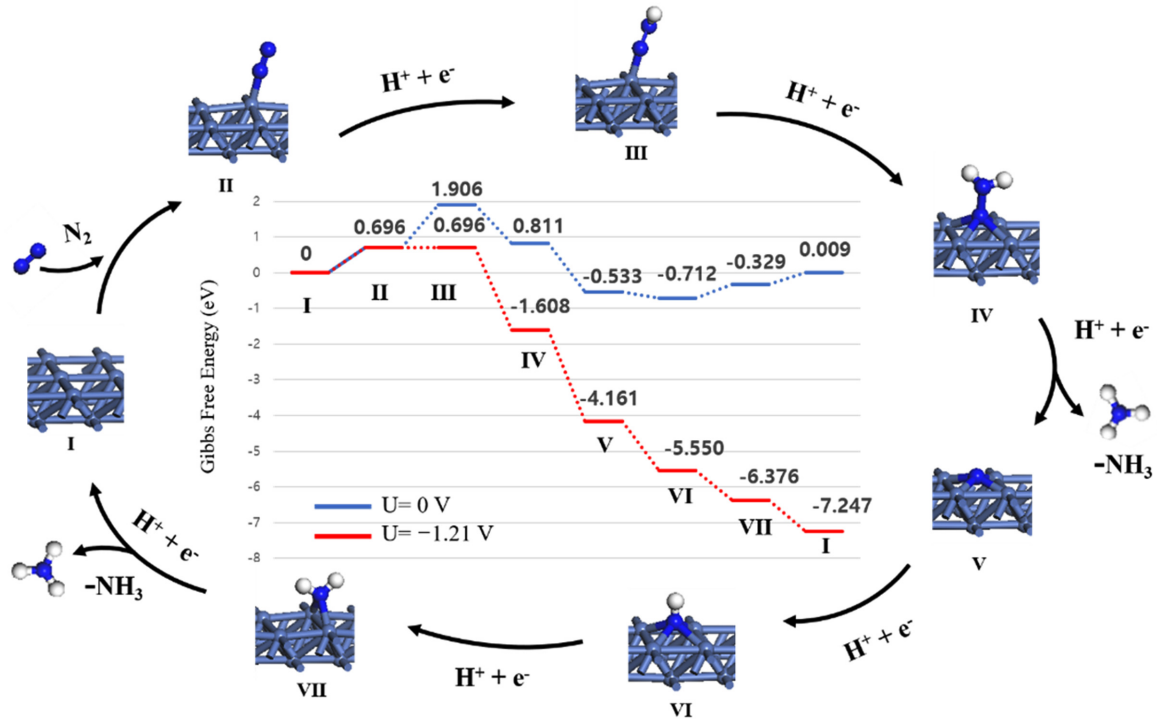 H⁺ + e⁻
H⁺ + e⁻
II
III
N₂
IV
H⁺ + e⁻
-NH₃
I
V
H⁺ + e⁻
-NH₃
H⁺ + e⁻
VII
H⁺ + e⁻
VI
Gibbs Free Energy (eV)
2
1
0
-1
-2
-3
-4
-5
-6
-7
-8
1.906
0.696
0.696
0.811
0
-0.533
-0.712
-0.329
0.009
I
II
III
-1.608
IV
-4.161
V
-5.550
VI
-6.376
VII
-7.247
I
U= 0 V
U= −1.21 V